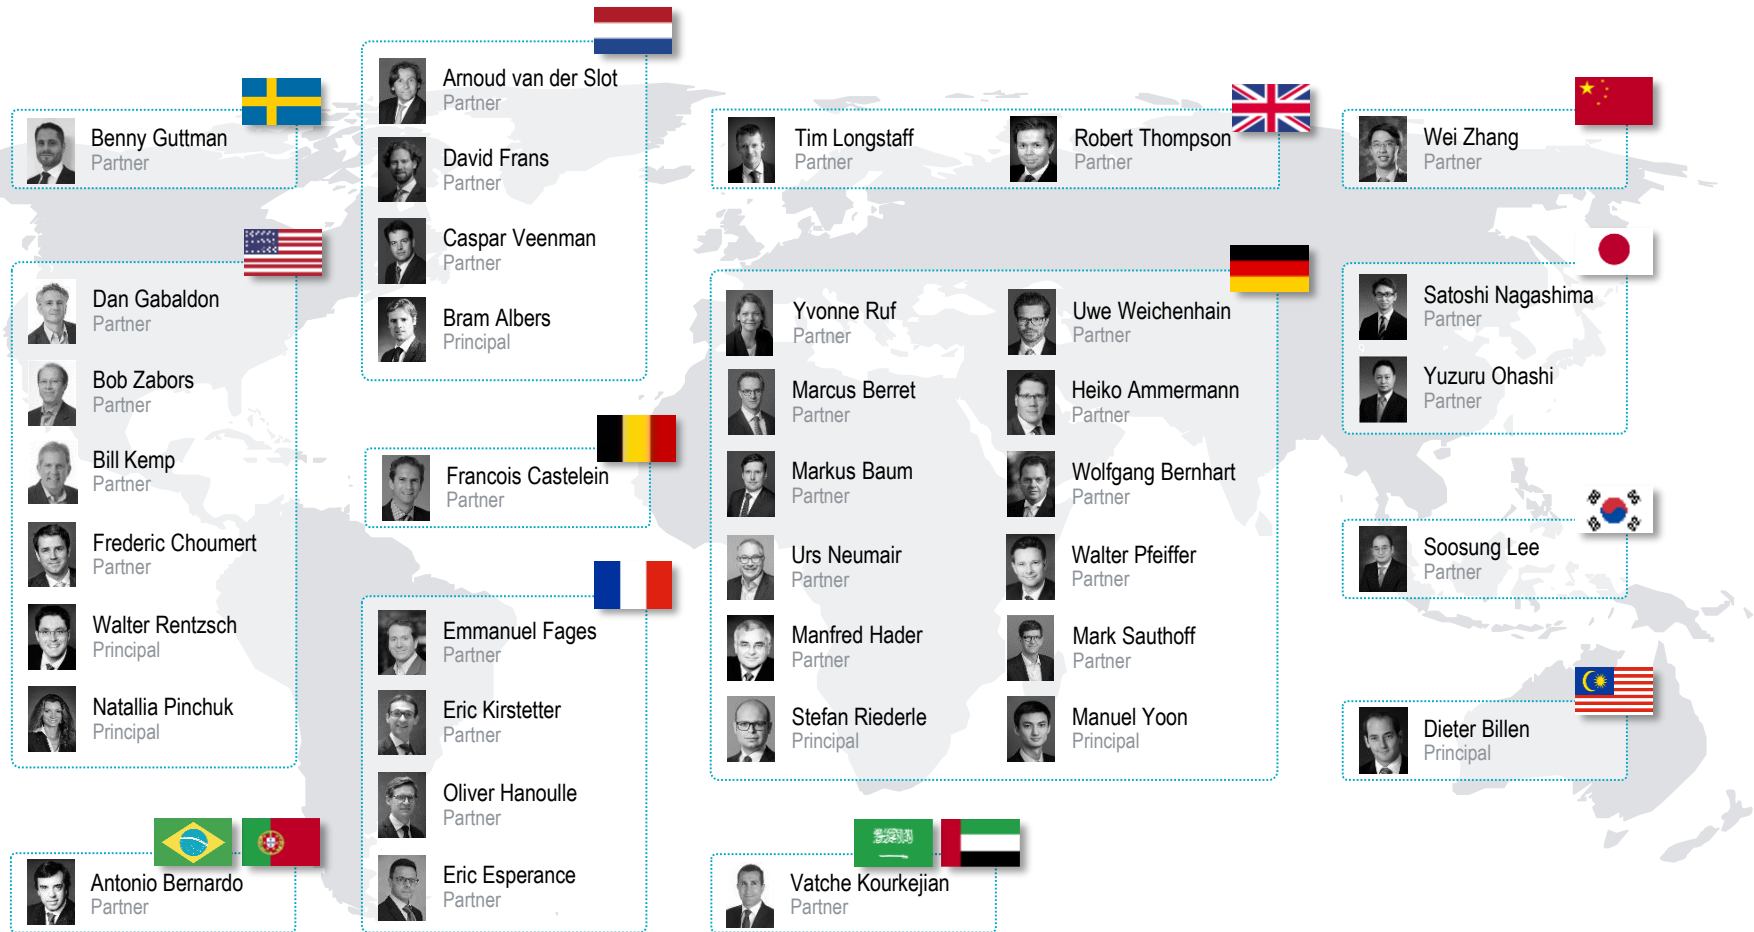 Benny Guttman
Partner
Dan Gabaldon
Partner
Bob Zabors
Partner
Bill Kemp
Partner
Frederic Choumert
Partner
Walter Rentzsch
Principal
Natallia Pinchuk
Principal
Antonio Bernardo
Partner
Arnoud van der Slot
Partner
David Frans
Partner
Caspar Veenman
Partner
Bram Albers
Principal
Francois Castelein
Partner
Emmanuel Fages
Partner
Eric Kirstetter
Partner
Oliver Hanoulle
Partner
Eric Esperance
Partner
Tim Longstaff
Partner
Robert Thompson
Partner
Yvonne Ruf
Partner
Marcus Berret
Partner
Markus Baum
Partner
Urs Neumair
Partner
Manfred Hader
Partner
Stefan Riederle
Principal
Uwe Weichenhain
Partner
Heiko Ammermann
Partner
Wolfgang Bernhart
Partner
Walter Pfeiffer
Partner
Mark Sauthoff
Partner
Manuel Yoon
Principal
Vatche Kourkejian
Partner
Wei Zhang
Partner
Satoshi Nagashima
Partner
Yuzuru Ohashi
Partner
Soosung Lee
Partner
Dieter Billen
Principal